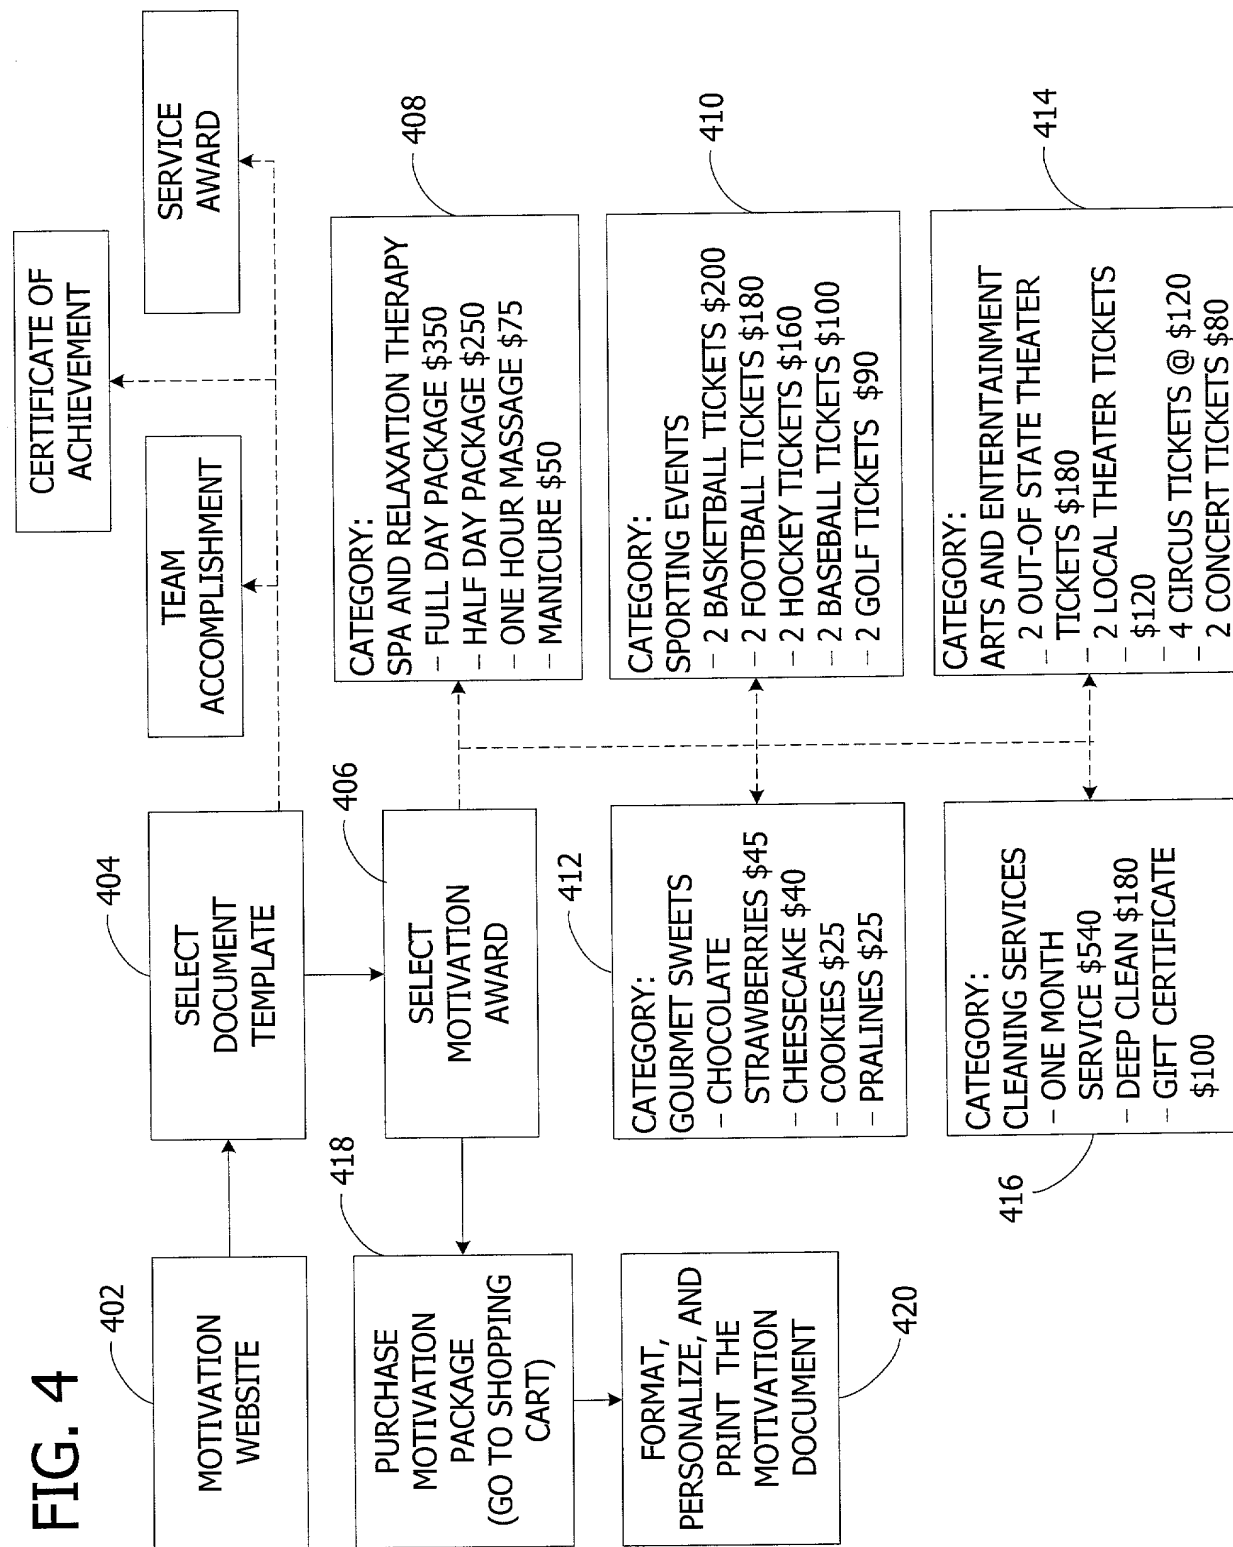 FIG. 4
402
MOTIVATION
WEBSITE
404
SELECT
DOCUMENT
TEMPLATE
TEAM
ACCOMPLISHMENT
CERTIFICATE OF
ACHIEVEMENT
SERVICE
AWARD
418
PURCHASE
MOTIVATION
PACKAGE
(GO TO SHOPPING
CART)
406
SELECT
MOTIVATION
AWARD
408
CATEGORY:
SPA AND RELAXATION THERAPY
- FULL DAY PACKAGE $350
- HALF DAY PACKAGE $250
- ONE HOUR MASSAGE $75
- MANICURE $50
FORMAT,
PERSONALIZE, AND
PRINT THE
MOTIVATION
DOCUMENT
420
412
CATEGORY:
GOURMET SWEETS
- CHOCOLATE
STRAWBERRIES $45
- CHEESECAKE $40
- COOKIES $25
- PRALINES $25
410
CATEGORY:
SPORTING EVENTS
- 2 BASKETBALL TICKETS $200
- 2 FOOTBALL TICKETS $180
- 2 HOCKEY TICKETS $160
- 2 BASEBALL TICKETS $100
- 2 GOLF TICKETS $90
416
CATEGORY:
CLEANING SERVICES
- ONE MONTH
SERVICE $540
- DEEP CLEAN $180
- GIFT CERTIFICATE
$100
414
CATEGORY:
ARTS AND ENTERNTAINMENT
- 2 OUT-OF STATE THEATER
TICKETS $180
- 2 LOCAL THEATER TICKETS
- $120
- 4 CIRCUS TICKETS @ $120
- 2 CONCERT TICKETS $80